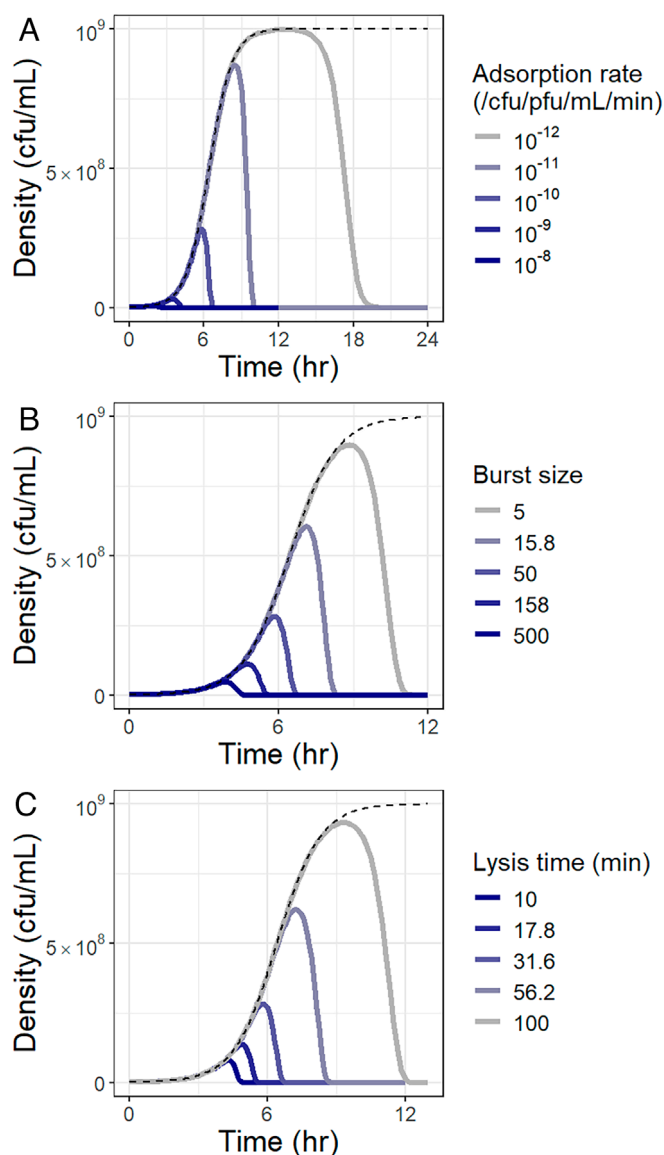 A
Density (cfu/mL)
10⁹
5×10⁸
0
0 6 12 18 24
Time (hr)
Adsorption rate
(/cfu/pfu/mL/min)
10⁻¹²
10⁻¹¹
10⁻¹⁰
10⁻⁹
10⁻⁸
B
Density (cfu/mL)
10⁹
5×10⁸
0
0 6 12
Time (hr)
Burst size
5
15.8
50
158
500
C
Density (cfu/mL)
10⁹
5×10⁸
0
0 6 12
Time (hr)
Lysis time (min)
10
17.8
31.6
56.2
100